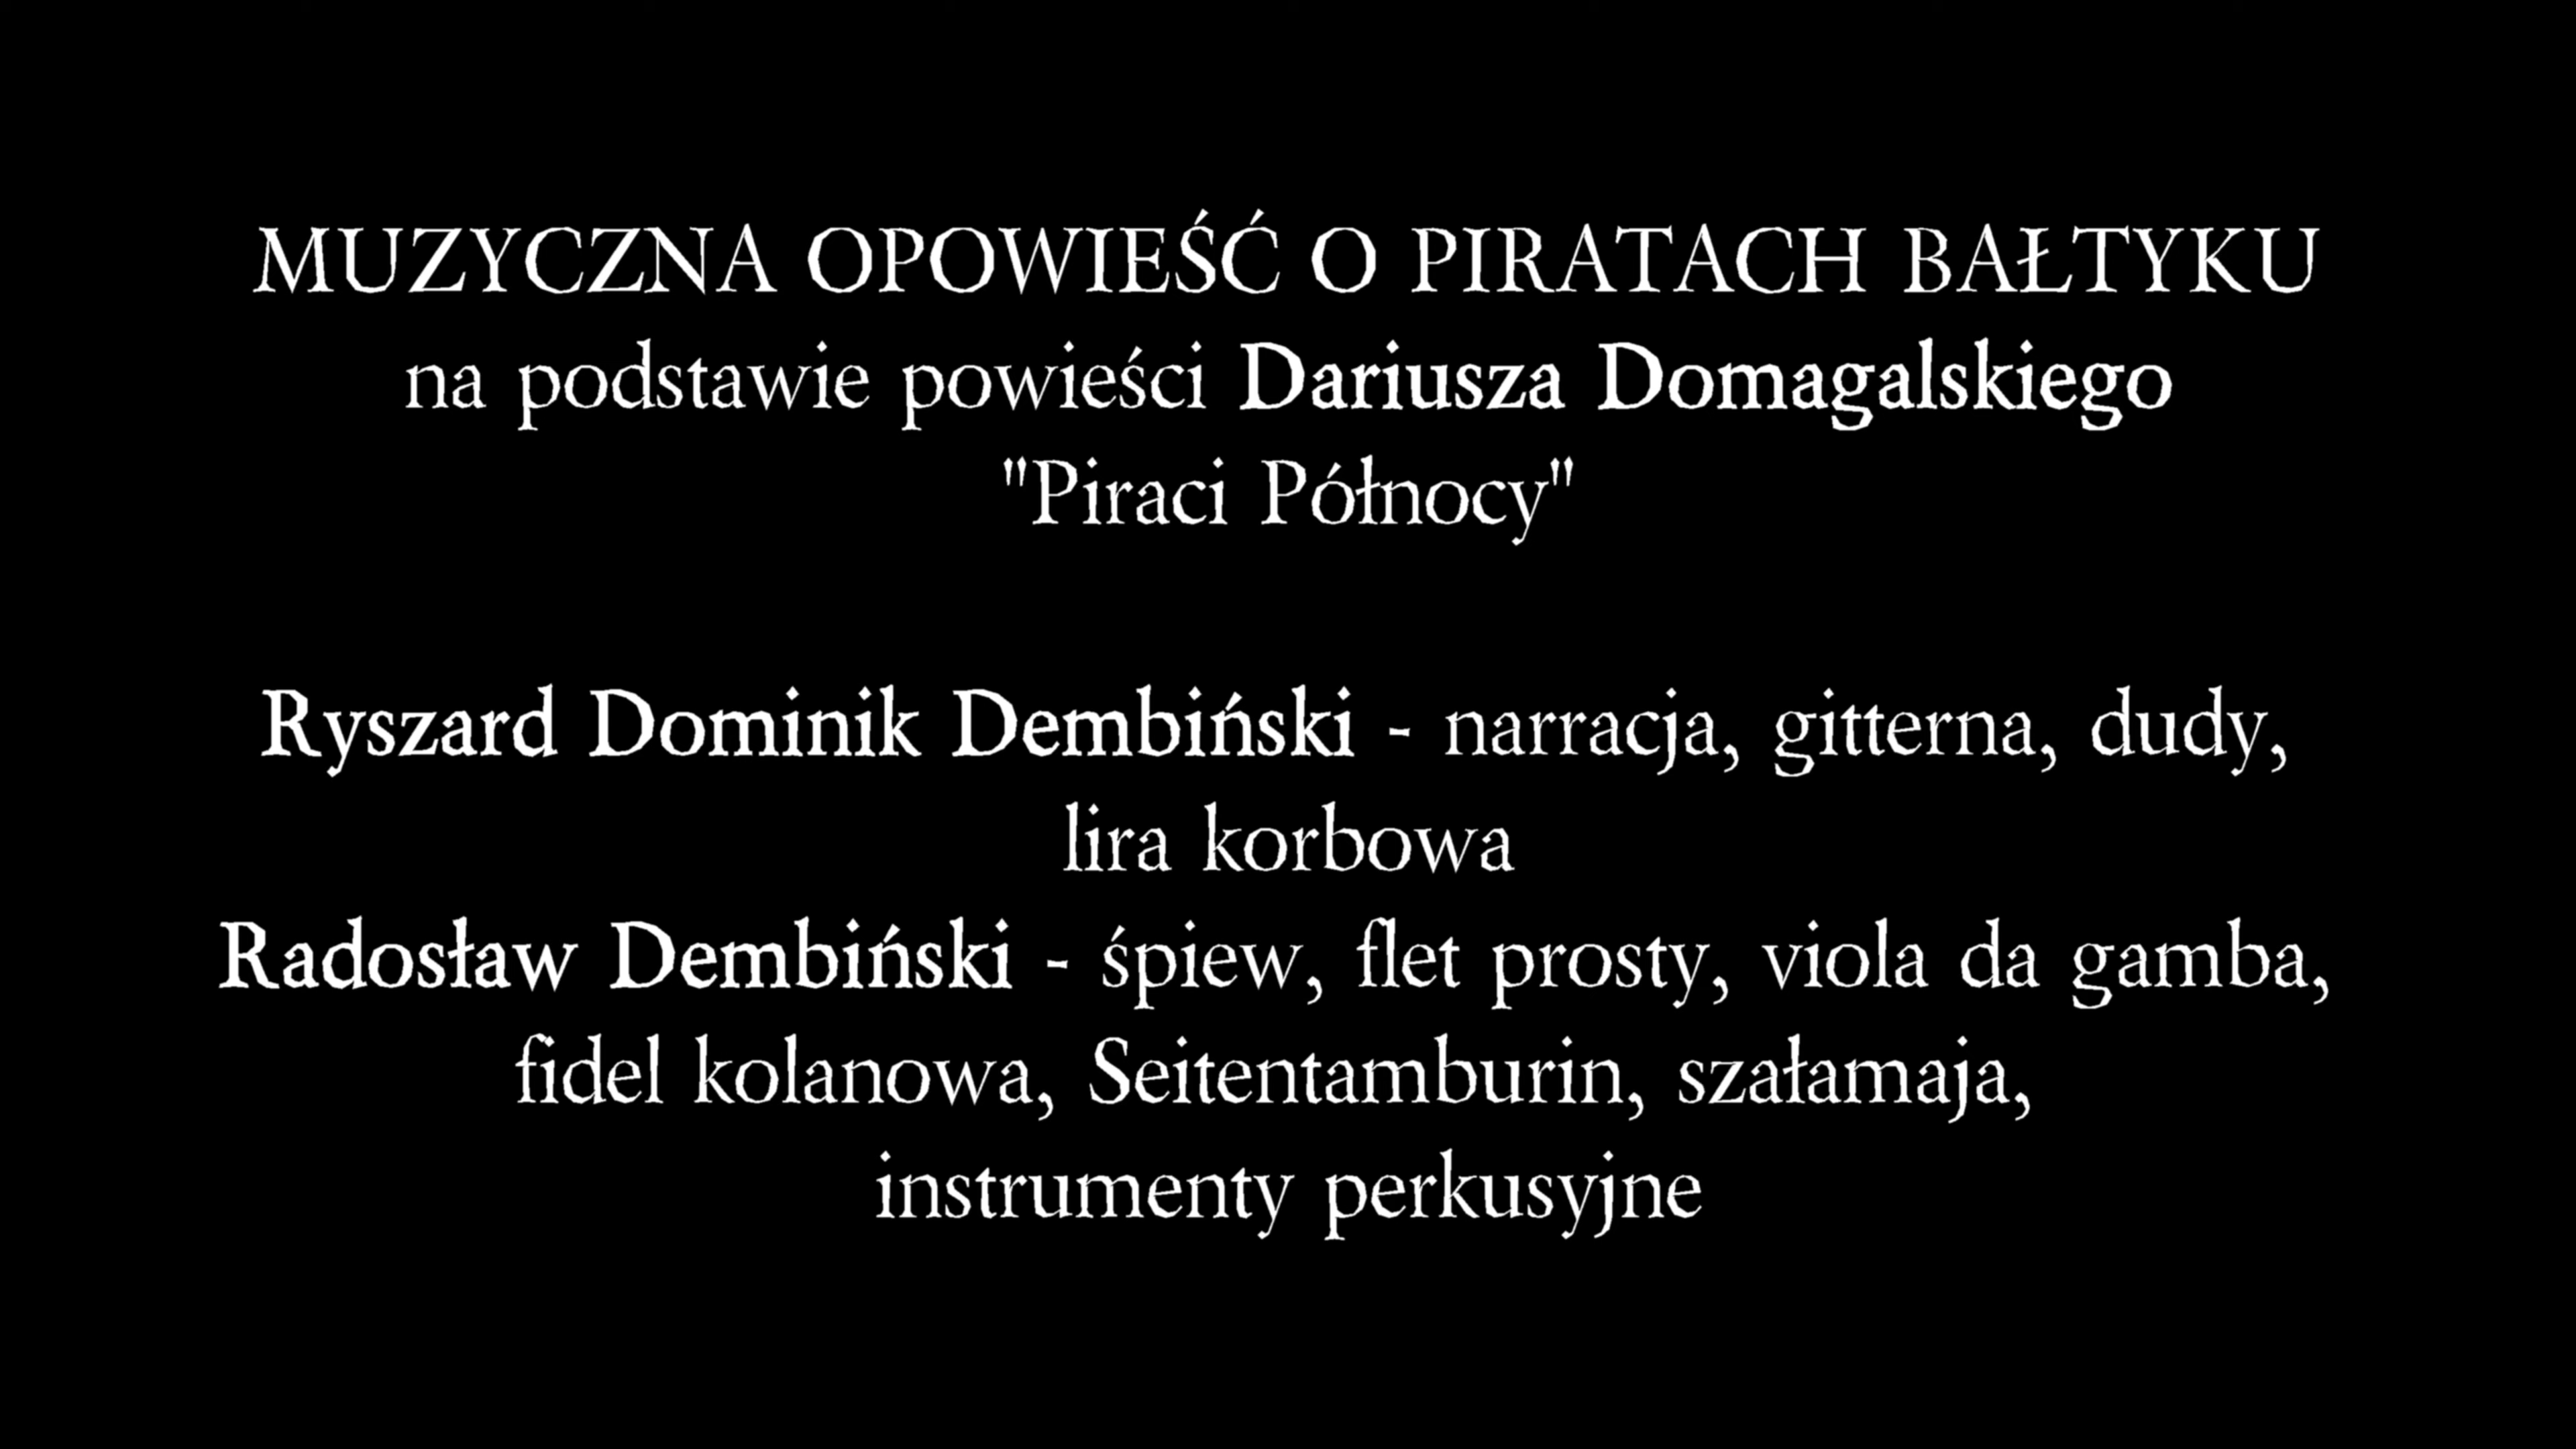 MUZYCZNA OPOWIEŚĆ O PIRATACH BAŁTYKU
na podstawie powieści Dariusza Domagalskiego
"Piraci Północy"
Ryszard Dominik Dembiński - narracja, gitterna, dudy,
lira korbowa
Radosław Dembiński - śpiew, flet prosty, viola da gamba,
fidel kolanowa, Seitentamburin, szałamaja,
instrumenty perkusyjne